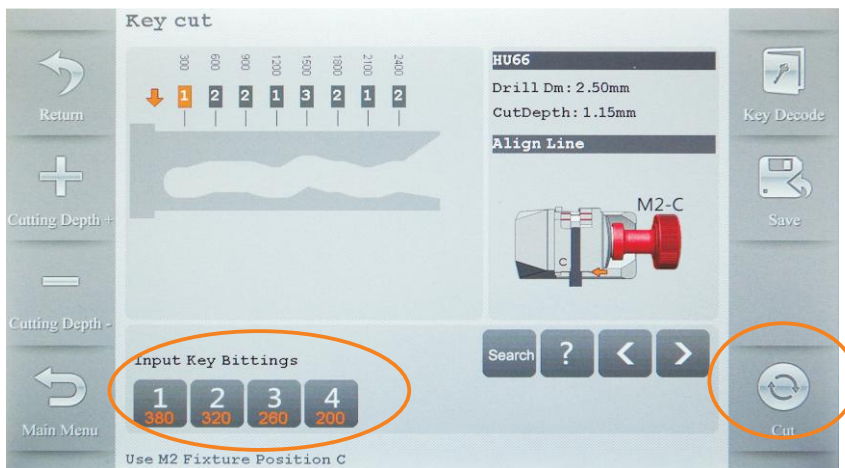 Key cut
Return
Cutting Depth +
Cutting Depth -
Main Menu
300 600 900 1200 1500 1800 2100 2400
1 2 2 1 3 2 1 2
HU66
Drill Dm: 2.50mm
CutDepth: 1.15mm
Align Line
M2-C
C
Input Key Bittings
1 2 3 4
380 320 260 200
Search ? < >
Use M2 Fixture Position C
Key Decode
Save
Cut